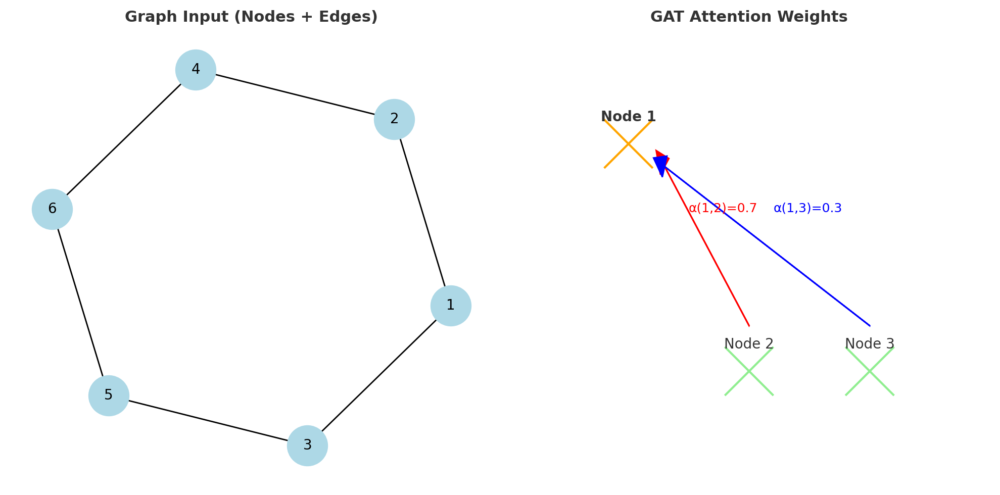 Graph Input (Nodes + Edges)
4
2
6
1
5
3
GAT Attention Weights
Node 1
α(1,2)=0.7
α(1,3)=0.3
Node 2
Node 3